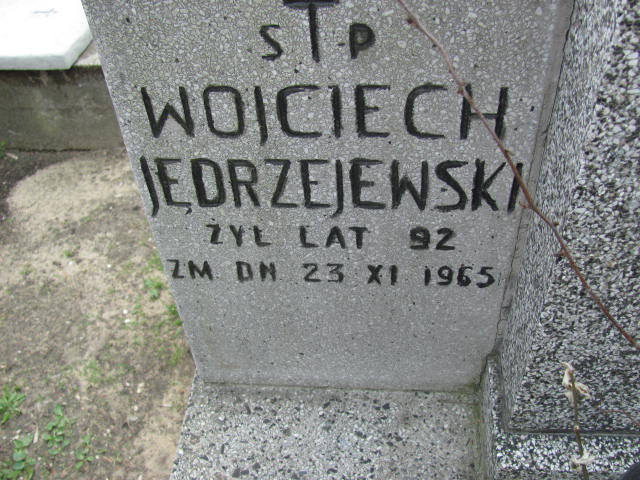 S P
WOJCIECH
JĘDRZEJEWSKI
ŻYŁ LAT 92
ZM DN 23 XI 1965